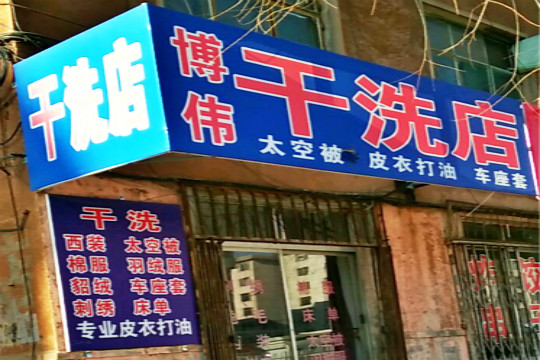 干洗店
博伟
干洗店
太空被 皮衣打油 车座套
干洗
西装 太空被
棉服 羽绒服
貂绒 车座套
刺绣 床单
专业皮衣打油
床单